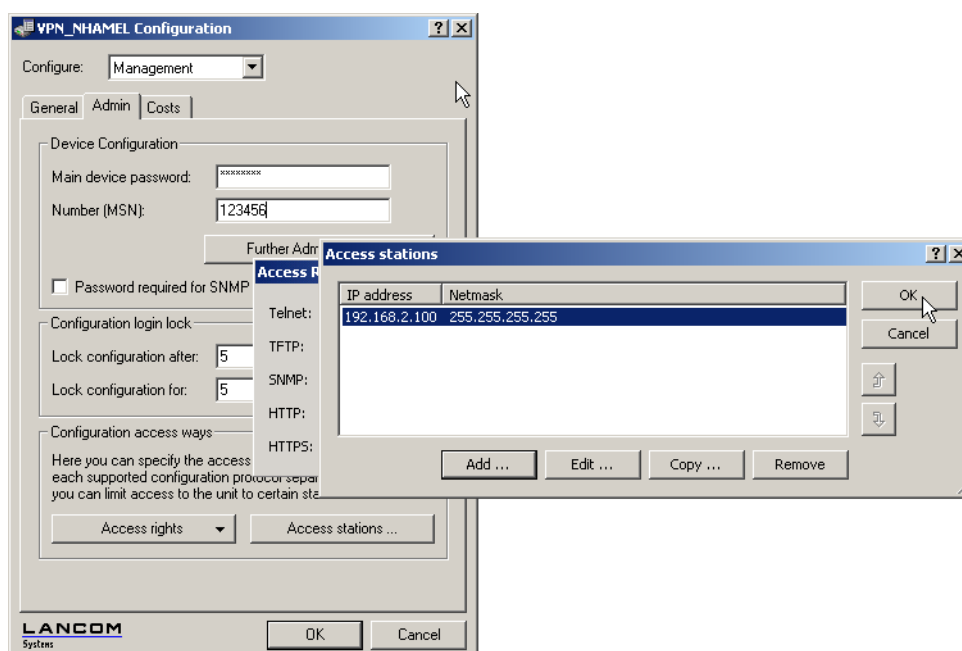 VPN_NHAMEL Configuration
Configure: Management
General Admin Costs
Device Configuration
Main device password: ********
Number (MSN): 123456
Further Adm
Password required for SNMP
Configuration login lock
Lock configuration after: 5
Lock configuration for: 5
Configuration access ways
Here you can specify the access
each supported configuration protocol separ
you can limit access to the unit to certain sta
Access rights Access stations ...
LANCOM
Systems
OK Cancel
Access R
Telnet:
TFTP:
SNMP:
HTTP:
HTTPS:
Access stations
IP address Netmask
192.168.2.100 255.255.255.255
OK
Cancel
Add ... Edit ... Copy ... Remove